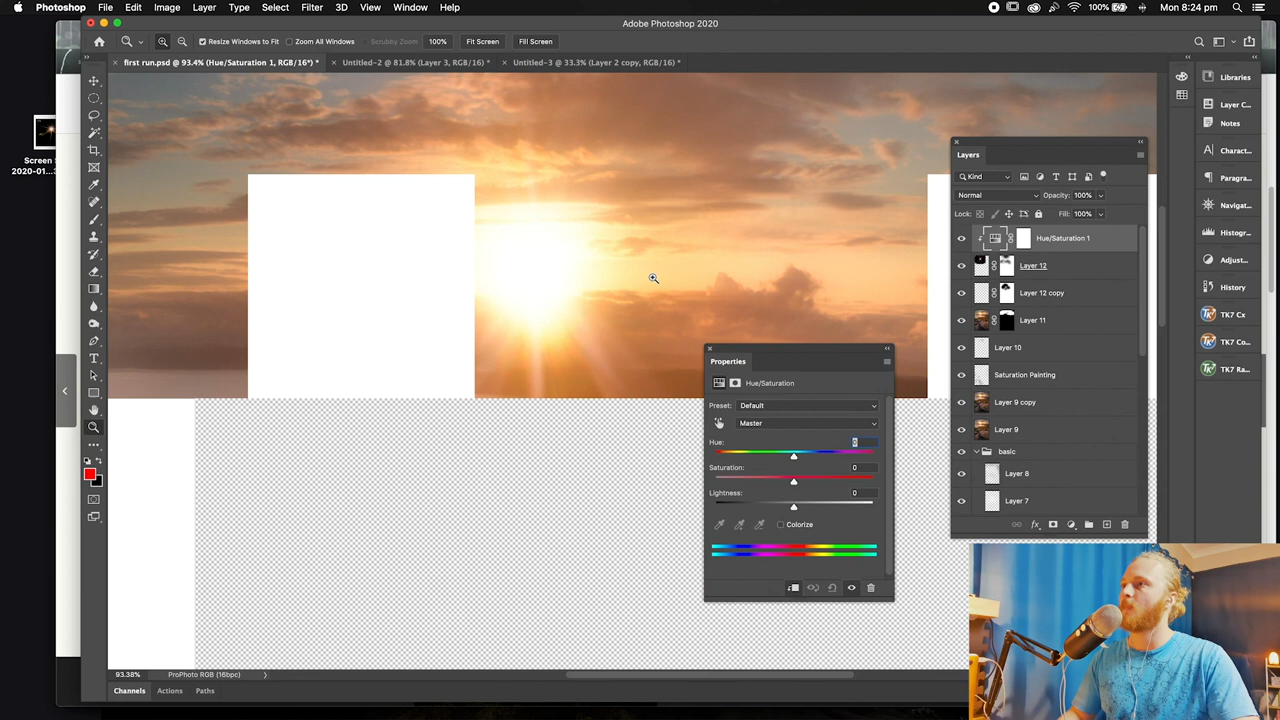 Photoshop File Edit Image Layer Type Select Filter 3D View Window Help
100% Mon 8:24 pm
Adobe Photoshop 2020
Resize Windows to Fit Zoom All Windows Scrubby Zoom 100% Fit Screen Fill Screen
first run.psd @ 93.4% (Hue/Saturation 1, RGB/16*) *
Untitled-2 @ 81.8% (Layer 3, RGB/16) *
Untitled-3 @ 33.3% (Layer 2 copy, RGB/16) *
Screen S
2020-01...3
Libraries
Layer C...
Notes
Charact...
Paragra...
Navigat...
Histogr...
Adjust...
History
TK7 Cx
TK7 Co...
TK7 Ra...
Layers
Kind
Normal Opacity: 100%
Lock: Fill: 100%
Hue/Saturation 1
Layer 12
Layer 12 copy
Layer 11
Layer 10
Saturation Painting
Layer 9 copy
Layer 9
basic
Layer 8
Layer 7
fx
Properties
Hue/Saturation
Preset: Default
Master
Hue: 0
Saturation: 0
Lightness: 0
Colorize
93.38% ProPhoto RGB (16bpc)
Channels Actions Paths